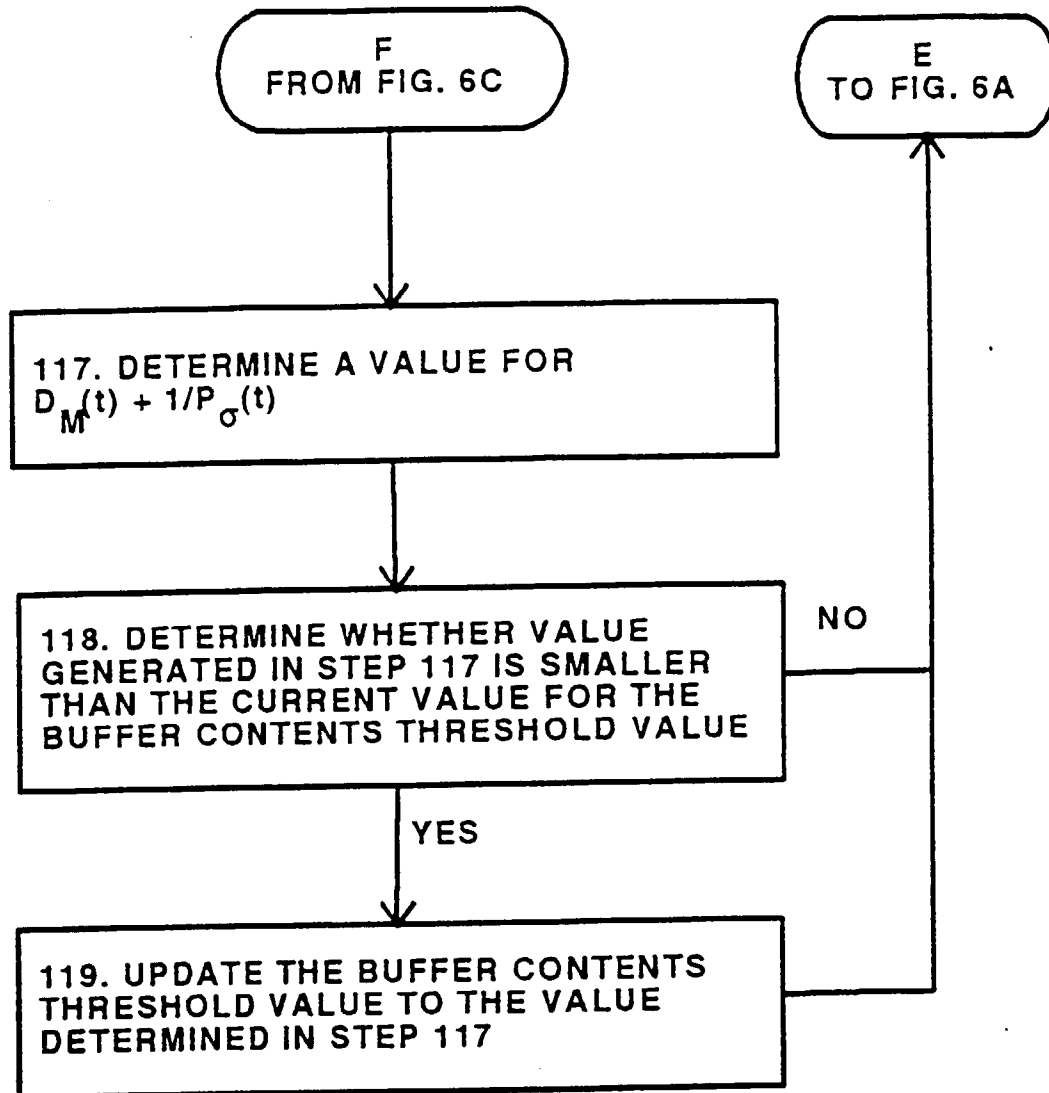 F
FROM FIG. 6C
E
TO FIG. 6A
117. DETERMINE A VALUE FOR
D_M(t) + 1/P_σ(t)
118. DETERMINE WHETHER VALUE
GENERATED IN STEP 117 IS SMALLER
THAN THE CURRENT VALUE FOR THE
BUFFER CONTENTS THRESHOLD VALUE
NO
YES
119. UPDATE THE BUFFER CONTENTS
THRESHOLD VALUE TO THE VALUE
DETERMINED IN STEP 117